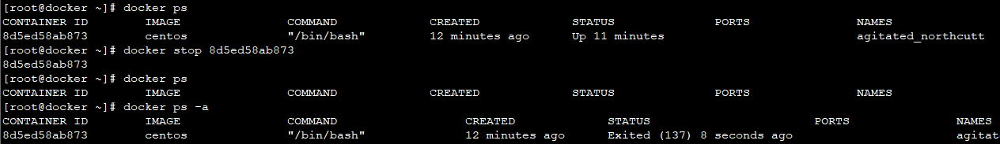 [root@docker ~]# docker ps
CONTAINER ID IMAGE COMMAND CREATED STATUS PORTS NAMES
8d5ed58ab873 centos "/bin/bash" 12 minutes ago Up 11 minutes agitated_northcutt
[root@docker ~]# docker stop 8d5ed58ab873
8d5ed58ab873
[root@docker ~]# docker ps
CONTAINER ID IMAGE COMMAND CREATED STATUS PORTS NAMES
[root@docker ~]# docker ps -a
CONTAINER ID IMAGE COMMAND CREATED STATUS PORTS NAMES
8d5ed58ab873 centos "/bin/bash" 12 minutes ago Exited (137) 8 seconds ago agitat